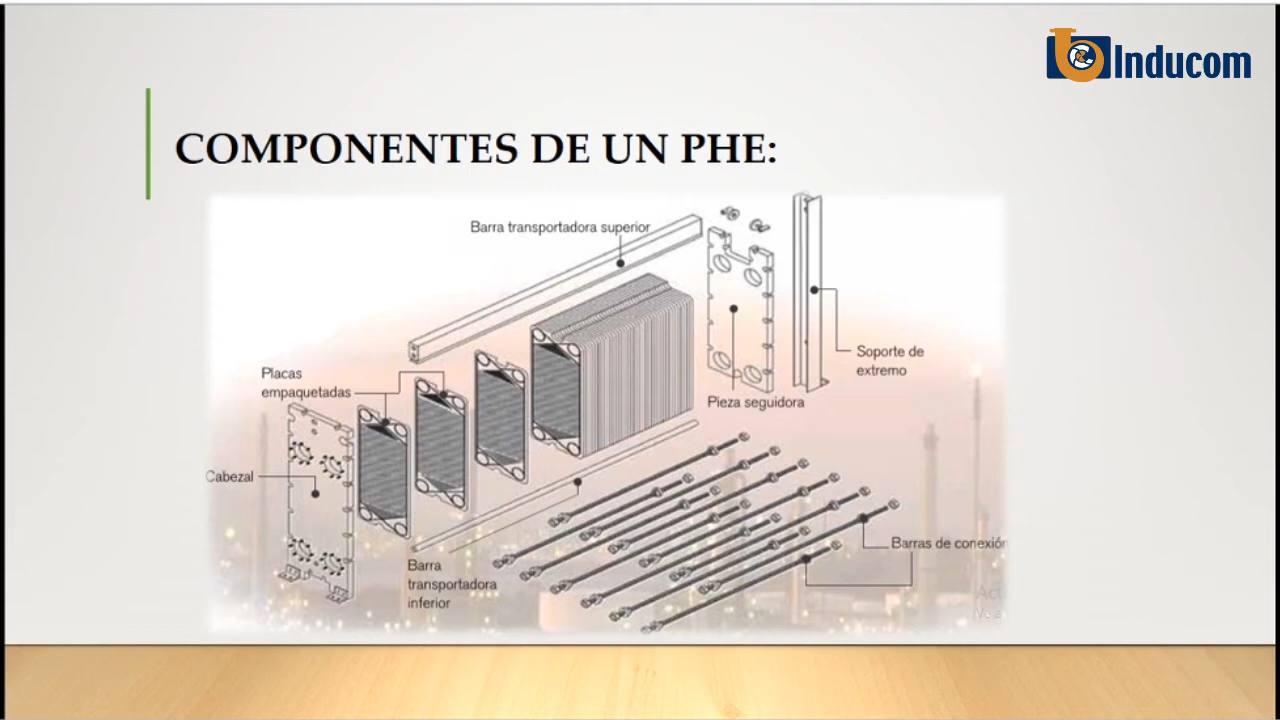 Inducom
COMPONENTES DE UN PHE:
Barra transportadora superior
Soporte de
extremo
Placas
empaquetadas
Pieza seguidora
Cabezal
Barras de conexión
Barra
transportadora
inferior